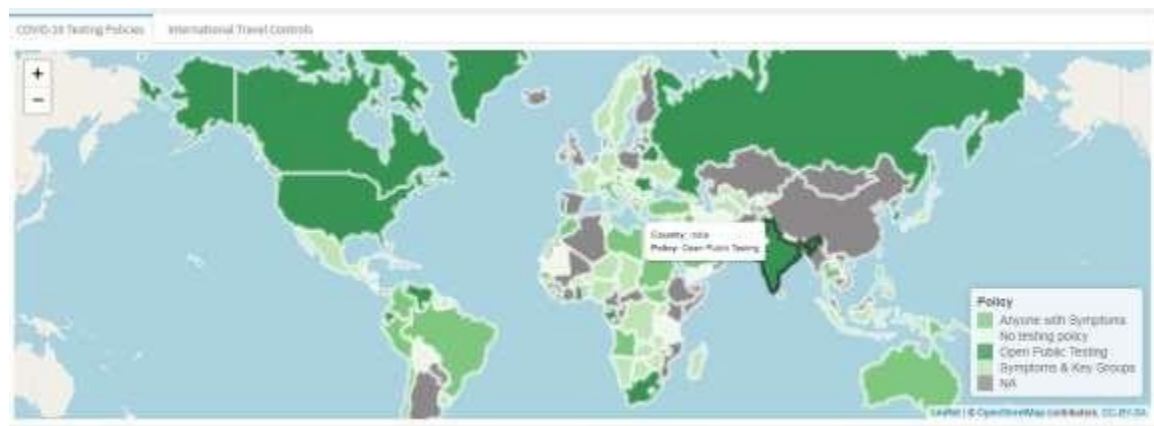 COVID-19 Testing Policies
International Travel Controls
+
−
Country: India
Policy: Open Public Testing
Policy
Anyone with Symptoms
No testing policy
Open Public Testing
Symptoms & Key Groups
NA
Leaflet | © OpenStreetMap contributors, CC-BY-SA